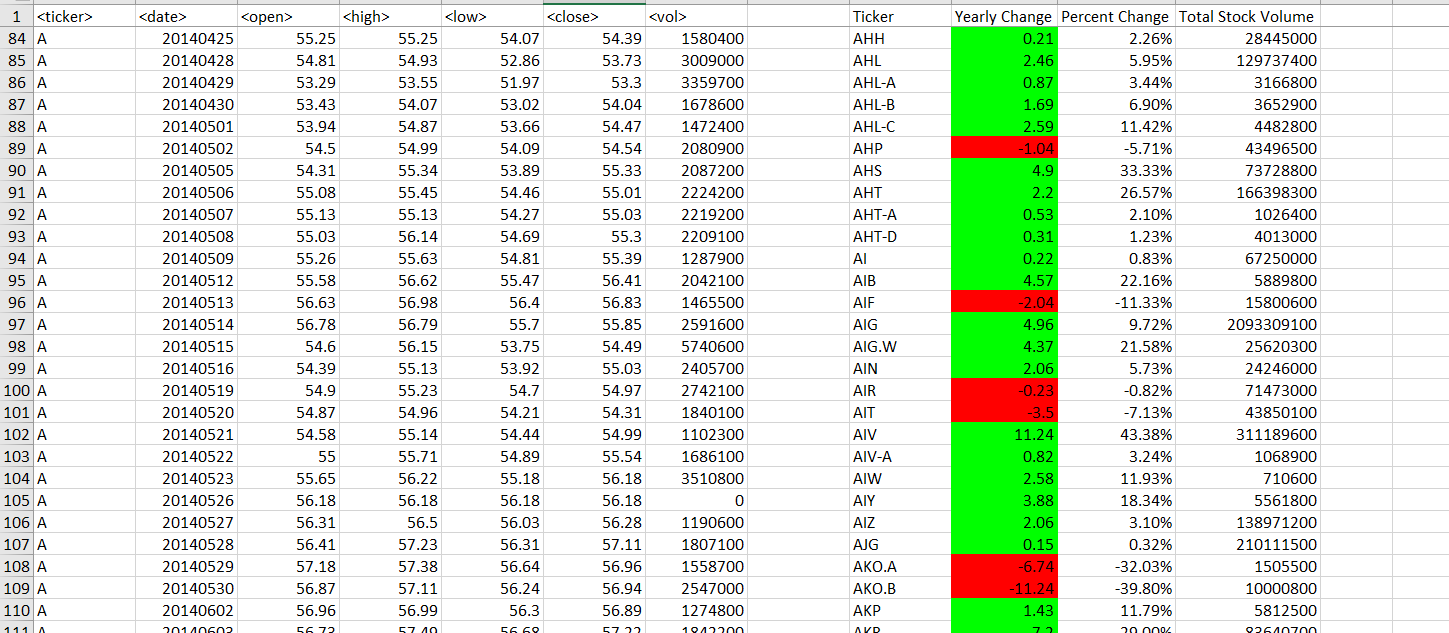 1 <ticker> <date> <open> <high> <low> <close> <vol> Ticker Yearly Change Percent Change Total Stock Volume
84 A 20140425 55.25 55.25 54.07 54.39 1580400 AHH 0.21 2.26% 28445000
85 A 20140428 54.81 54.93 52.86 53.73 3009000 AHL 2.46 5.95% 129737400
86 A 20140429 53.29 53.55 51.97 53.3 3359700 AHL-A 0.87 3.44% 3166800
87 A 20140430 53.43 54.07 53.02 54.04 1678600 AHL-B 1.69 6.90% 3652900
88 A 20140501 53.94 54.87 53.66 54.47 1472400 AHL-C 2.59 11.42% 4482800
89 A 20140502 54.5 54.99 54.09 54.54 2080900 AHP -1.04 -5.71% 43496500
90 A 20140505 54.31 55.34 53.89 55.33 2087200 AHS 4.9 33.33% 73728800
91 A 20140506 55.08 55.45 54.46 55.01 2224200 AHT 2.2 26.57% 166398300
92 A 20140507 55.13 55.13 54.27 55.03 2219200 AHT-A 0.53 2.10% 1026400
93 A 20140508 55.03 56.14 54.69 55.3 2209100 AHT-D 0.31 1.23% 4013000
94 A 20140509 55.26 55.63 54.81 55.39 1287900 AI 0.22 0.83% 67250000
95 A 20140512 55.58 56.62 55.47 56.41 2042100 AIB 4.57 22.16% 5889800
96 A 20140513 56.63 56.98 56.4 56.83 1465500 AIF -2.04 -11.33% 15800600
97 A 20140514 56.78 56.79 55.7 55.85 2591600 AIG 4.96 9.72% 2093309100
98 A 20140515 54.6 56.15 53.75 54.49 5740600 AIG.W 4.37 21.58% 25620300
99 A 20140516 54.39 55.13 53.92 55.03 2405700 AIN 2.06 5.73% 24246000
100 A 20140519 54.9 55.23 54.7 54.97 2742100 AIR -0.23 -0.82% 71473000
101 A 20140520 54.87 54.96 54.21 54.31 1840100 AIT -3.5 -7.13% 43850100
102 A 20140521 54.58 55.14 54.44 54.99 1102300 AIV 11.24 43.38% 311189600
103 A 20140522 55 55.71 54.89 55.54 1686100 AIV-A 0.82 3.24% 1068900
104 A 20140523 55.65 56.22 55.18 56.18 3510800 AIW 2.58 11.93% 710600
105 A 20140526 56.18 56.18 56.18 56.18 0 AIY 3.88 18.34% 5561800
106 A 20140527 56.31 56.5 56.03 56.28 1190600 AIZ 2.06 3.10% 138971200
107 A 20140528 56.41 57.23 56.31 57.11 1807100 AJG 0.15 0.32% 210111500
108 A 20140529 57.18 57.38 56.64 56.96 1558700 AKO.A -6.74 -32.03% 1505500
109 A 20140530 56.87 57.11 56.24 56.94 2547000 AKO.B -11.24 -39.80% 10000800
110 A 20140602 56.96 56.99 56.3 56.89 1274800 AKP 1.43 11.79% 5812500
111 A 20140603 56.73 57.49 56.68 57.22 1842200 AKR 7.2 29.00% 83640700